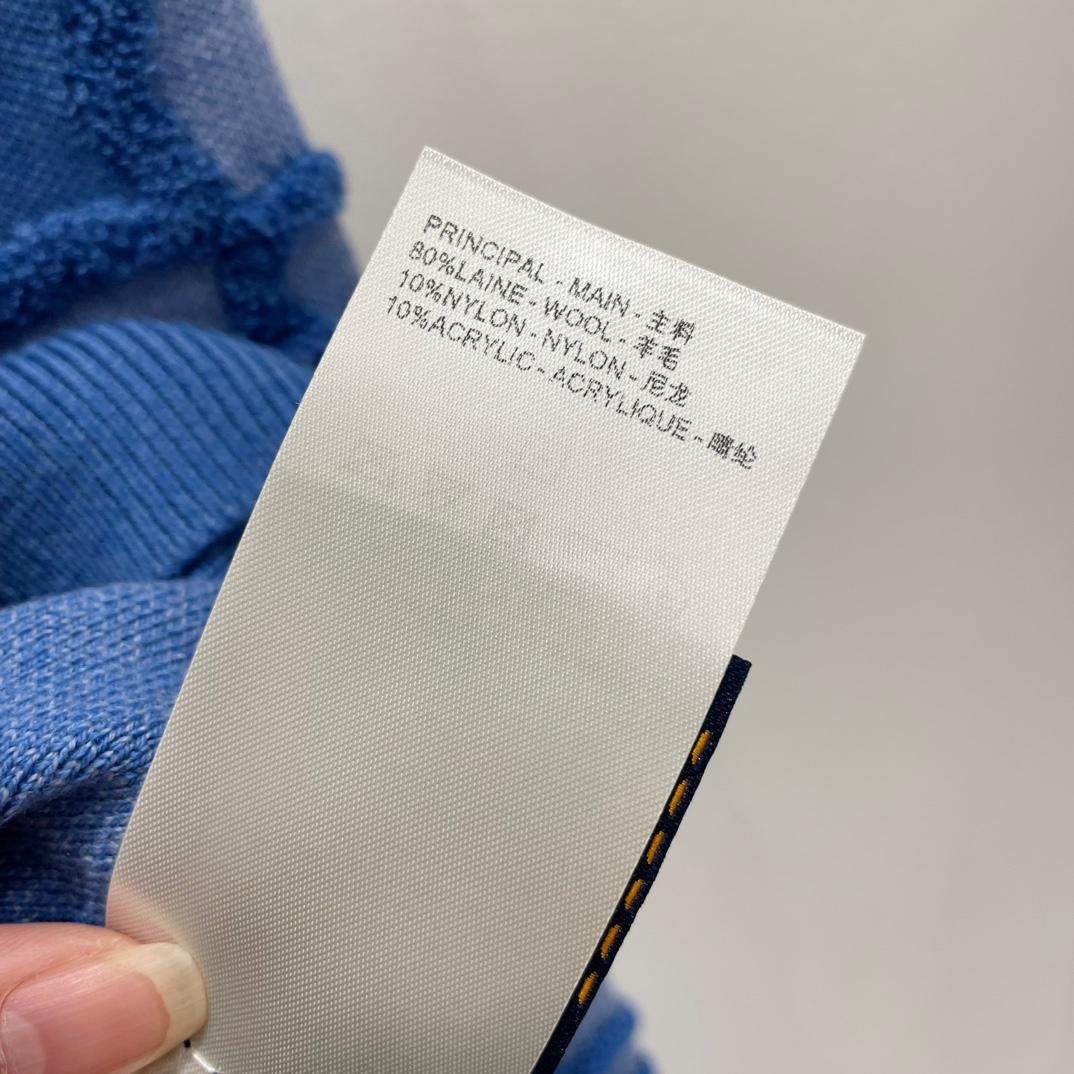 PRINCIPAL - MAIN - 主料
80%LAINE - WOOL - 羊毛
10%NYLON - NYLON - 尼龙
10%ACRYLIC - ACRYLIQUE - 腈纶